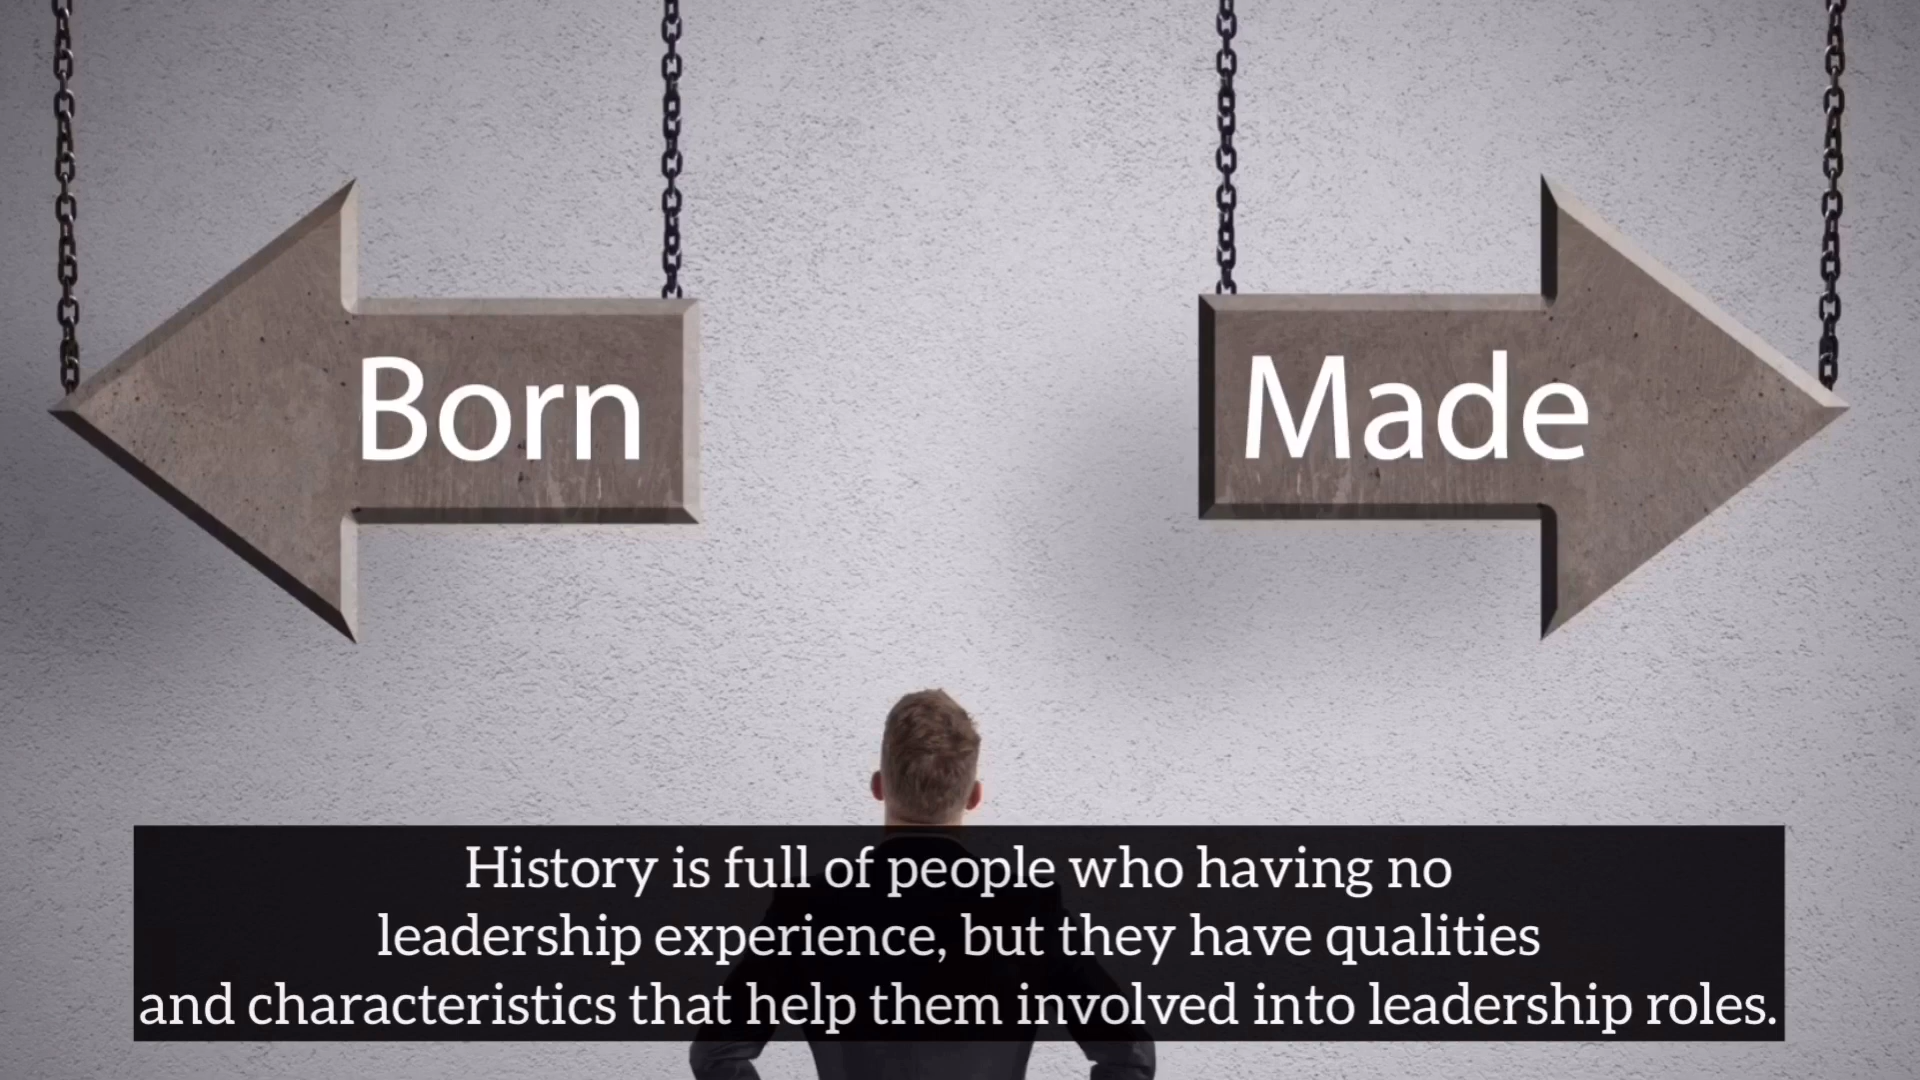 Born
Made
History is full of people who having no
leadership experience, but they have qualities
and characteristics that help them involved into leadership roles.